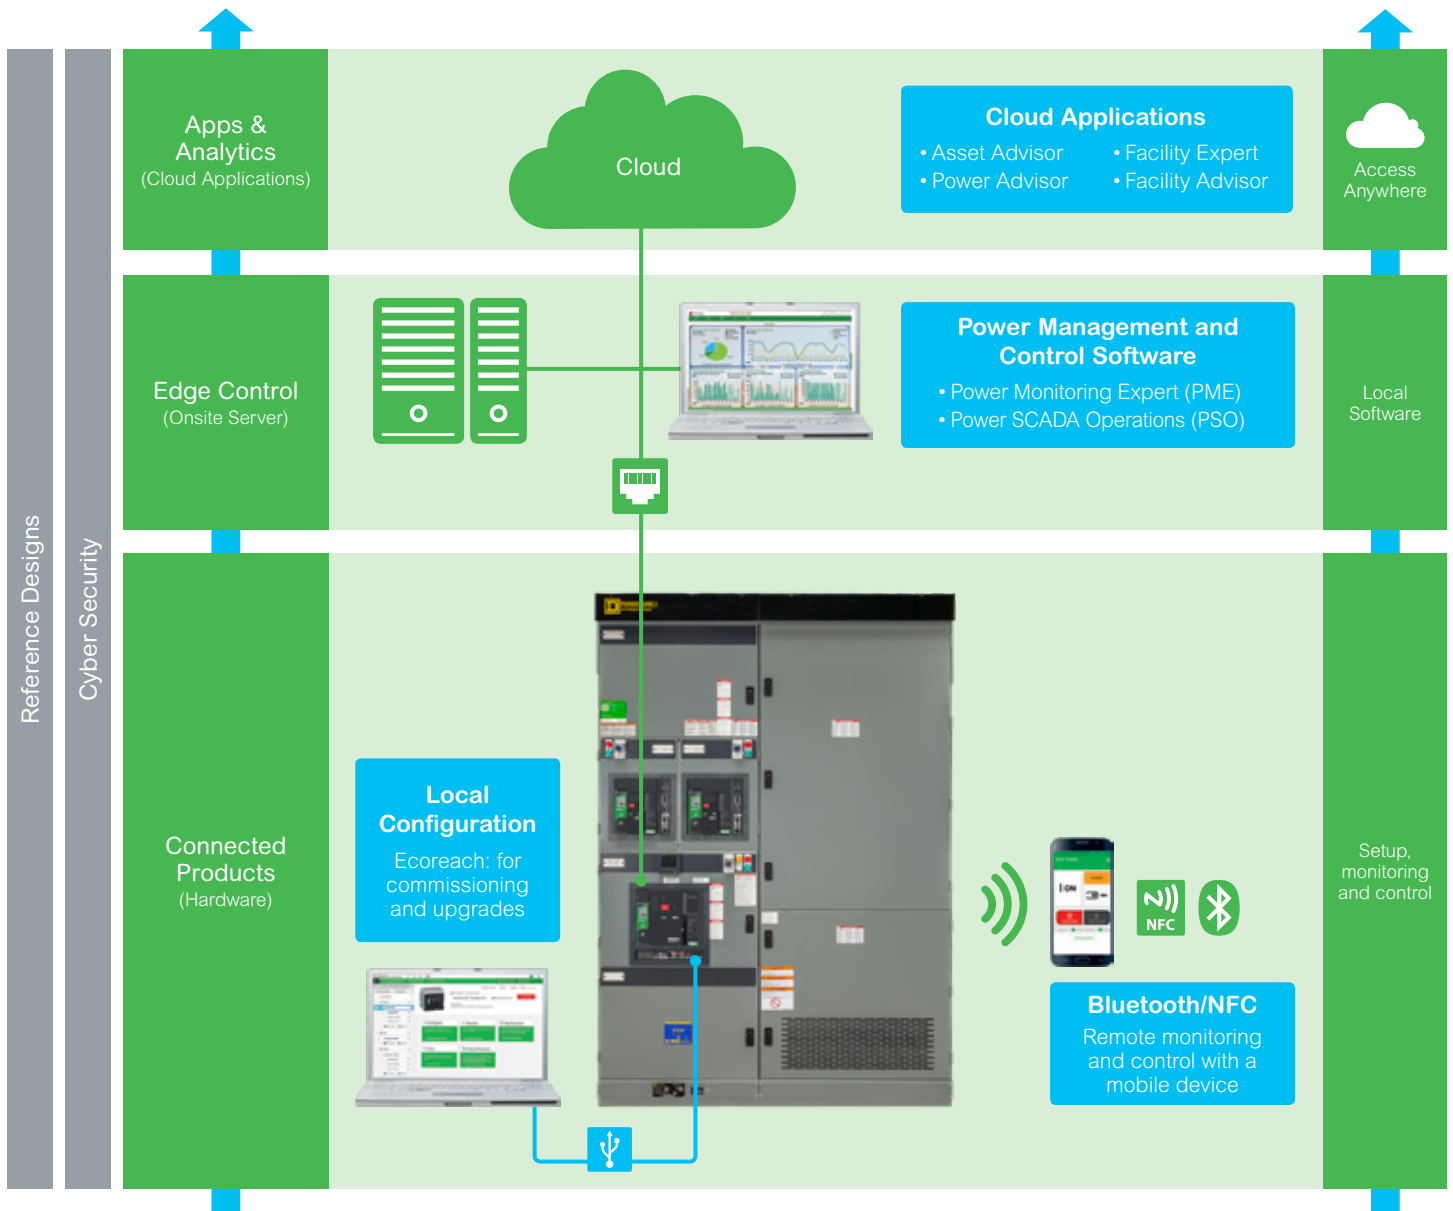 Reference Designs
Cyber Security
Apps &
Analytics
(Cloud Applications)
Cloud
Cloud Applications
• Asset Advisor
• Power Advisor
• Facility Expert
• Facility Advisor
Access
Anywhere
Edge Control
(Onsite Server)
Power Management and
Control Software
• Power Monitoring Expert (PME)
• Power SCADA Operations (PSO)
Local
Software
Connected
Products
(Hardware)
Local
Configuration
Ecoreach: for
commissioning
and upgrades
ON
NFC
Bluetooth/NFC
Remote monitoring
and control with a
mobile device
Setup,
monitoring
and control